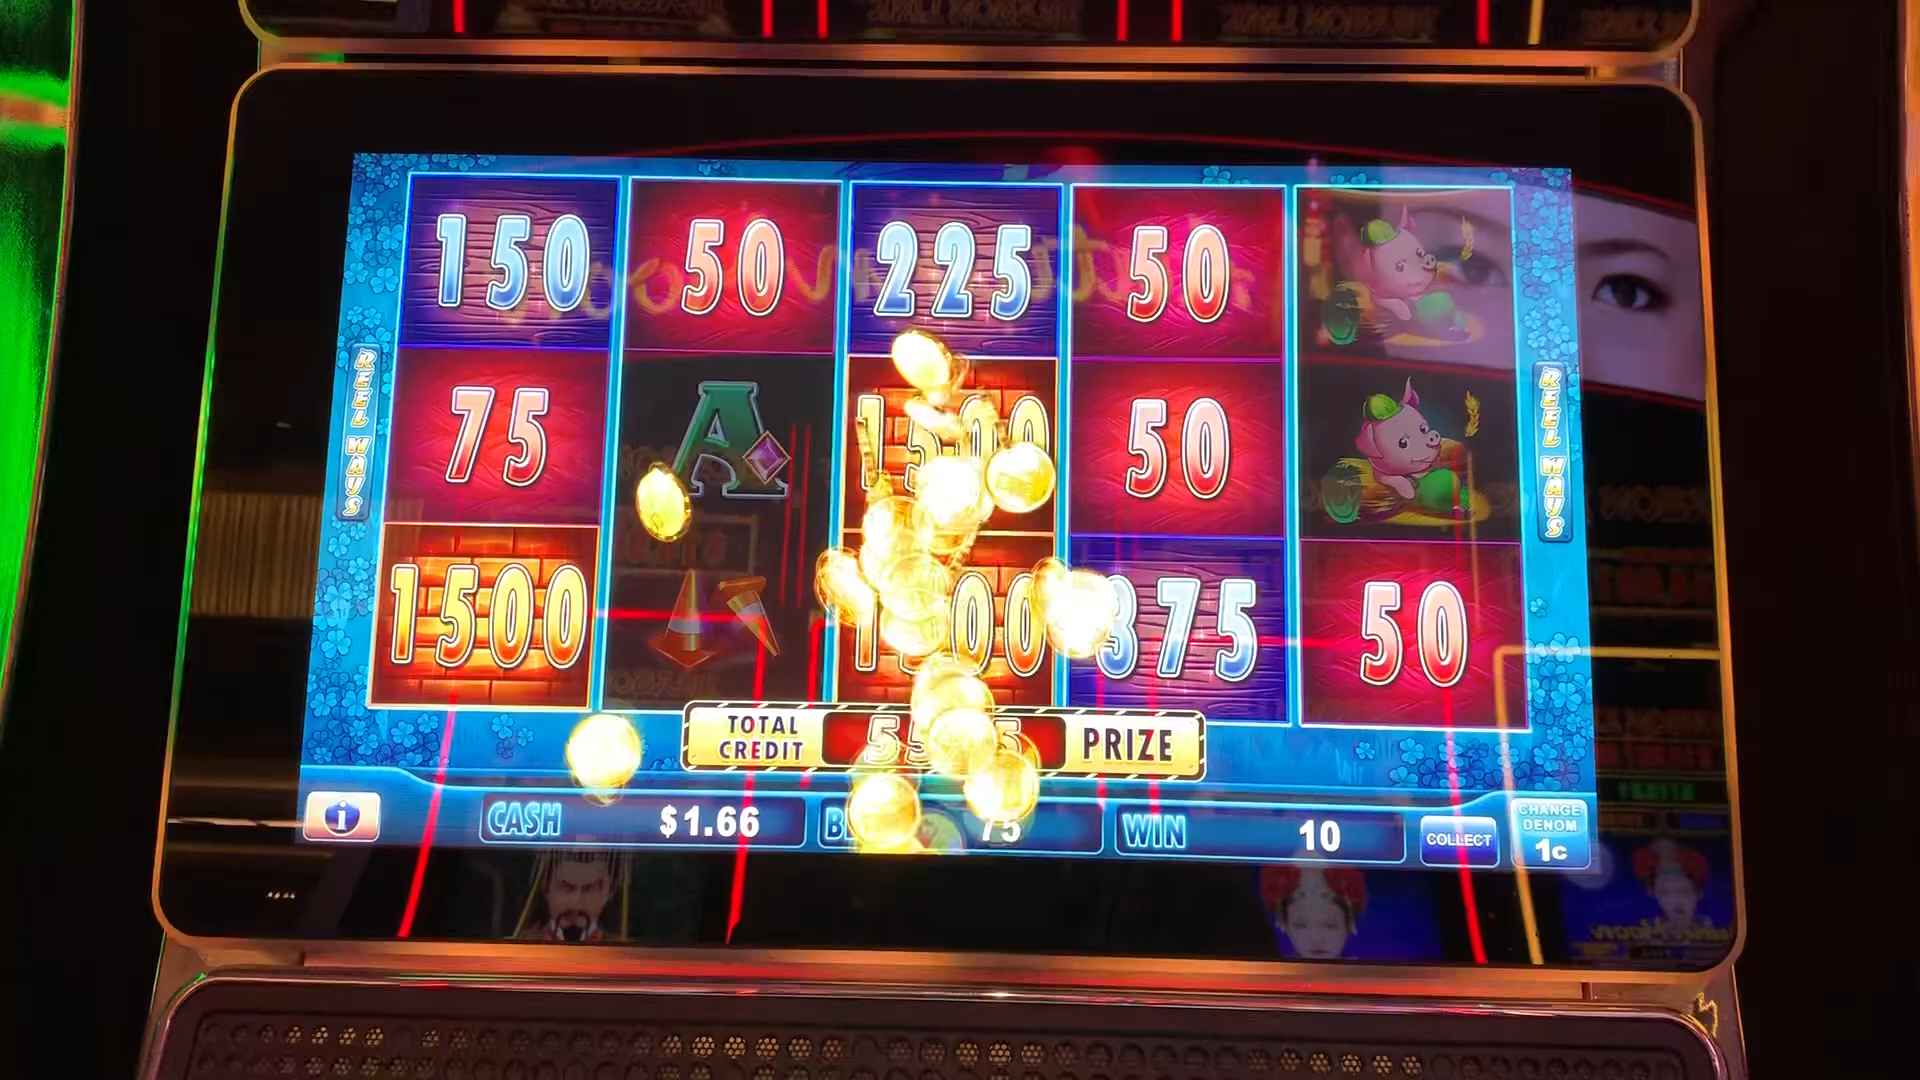 150 50 225 50
75 A 1500 50
1500 375 50
REEL WAYS
REEL WAYS
TOTAL CREDIT PRIZE
CASH $1.66 75 WIN 10 COLLECT
CHANGE DENOM 1c